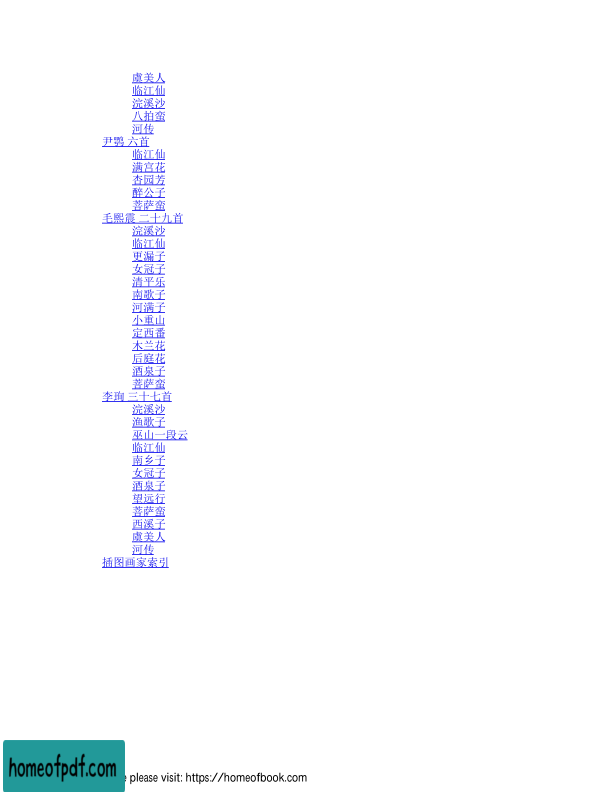 虞美人
临江仙
浣溪沙
八拍蛮
河传
尹鹗 六首
临江仙
满宫花
杏园芳
醉公子
菩萨蛮
毛熙震 二十九首
浣溪沙
临江仙
更漏子
女冠子
清平乐
南歌子
河满子
小重山
定西番
木兰花
后庭花
酒泉子
菩萨蛮
李珣 三十七首
浣溪沙
渔歌子
巫山一段云
临江仙
南乡子
女冠子
酒泉子
望远行
菩萨蛮
西溪子
虞美人
河传
插图画家索引
homeofpdf.com
e please visit: https://homeofbook.com